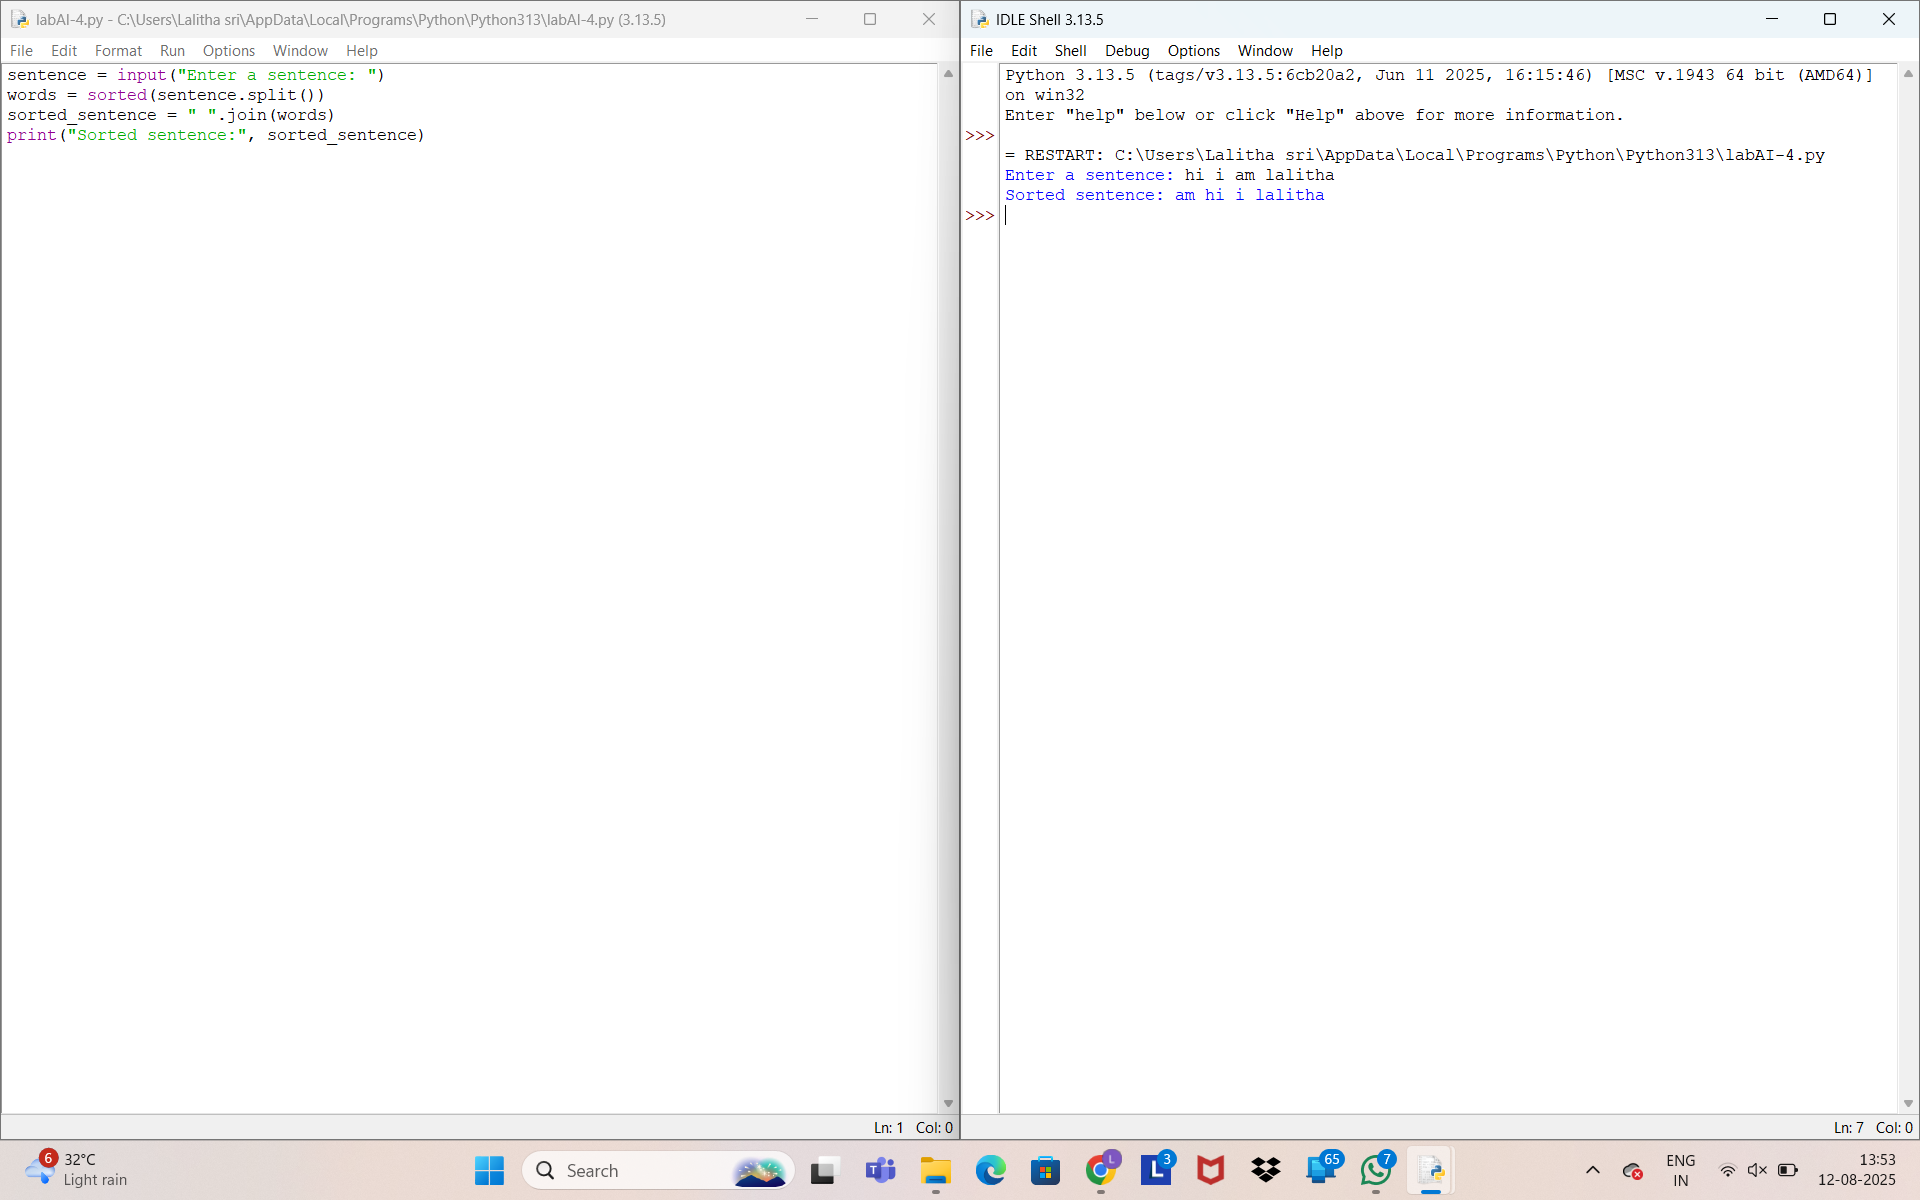 labAI-4.py - C:\Users\Lalitha sri\AppData\Local\Programs\Python\Python313\labAI-4.py (3.13.5)
File Edit Format Run Options Window Help
sentence = input("Enter a sentence: ")
words = sorted(sentence.split())
sorted_sentence = " ".join(words)
print("Sorted sentence:", sorted_sentence)
Ln: 1 Col: 0
IDLE Shell 3.13.5
File Edit Shell Debug Options Window Help
Python 3.13.5 (tags/v3.13.5:6cb20a2, Jun 11 2025, 16:15:46) [MSC v.1943 64 bit (AMD64)]
on win32
Enter "help" below or click "Help" above for more information.
>>>
= RESTART: C:\Users\Lalitha sri\AppData\Local\Programs\Python\Python313\labAI-4.py
Enter a sentence: hi i am lalitha
Sorted sentence: am hi i lalitha
>>>
Ln: 7 Col: 0
6 32°C
Light rain
Search
T
L
L 3
65
7
ENG
IN
13:53
12-08-2025